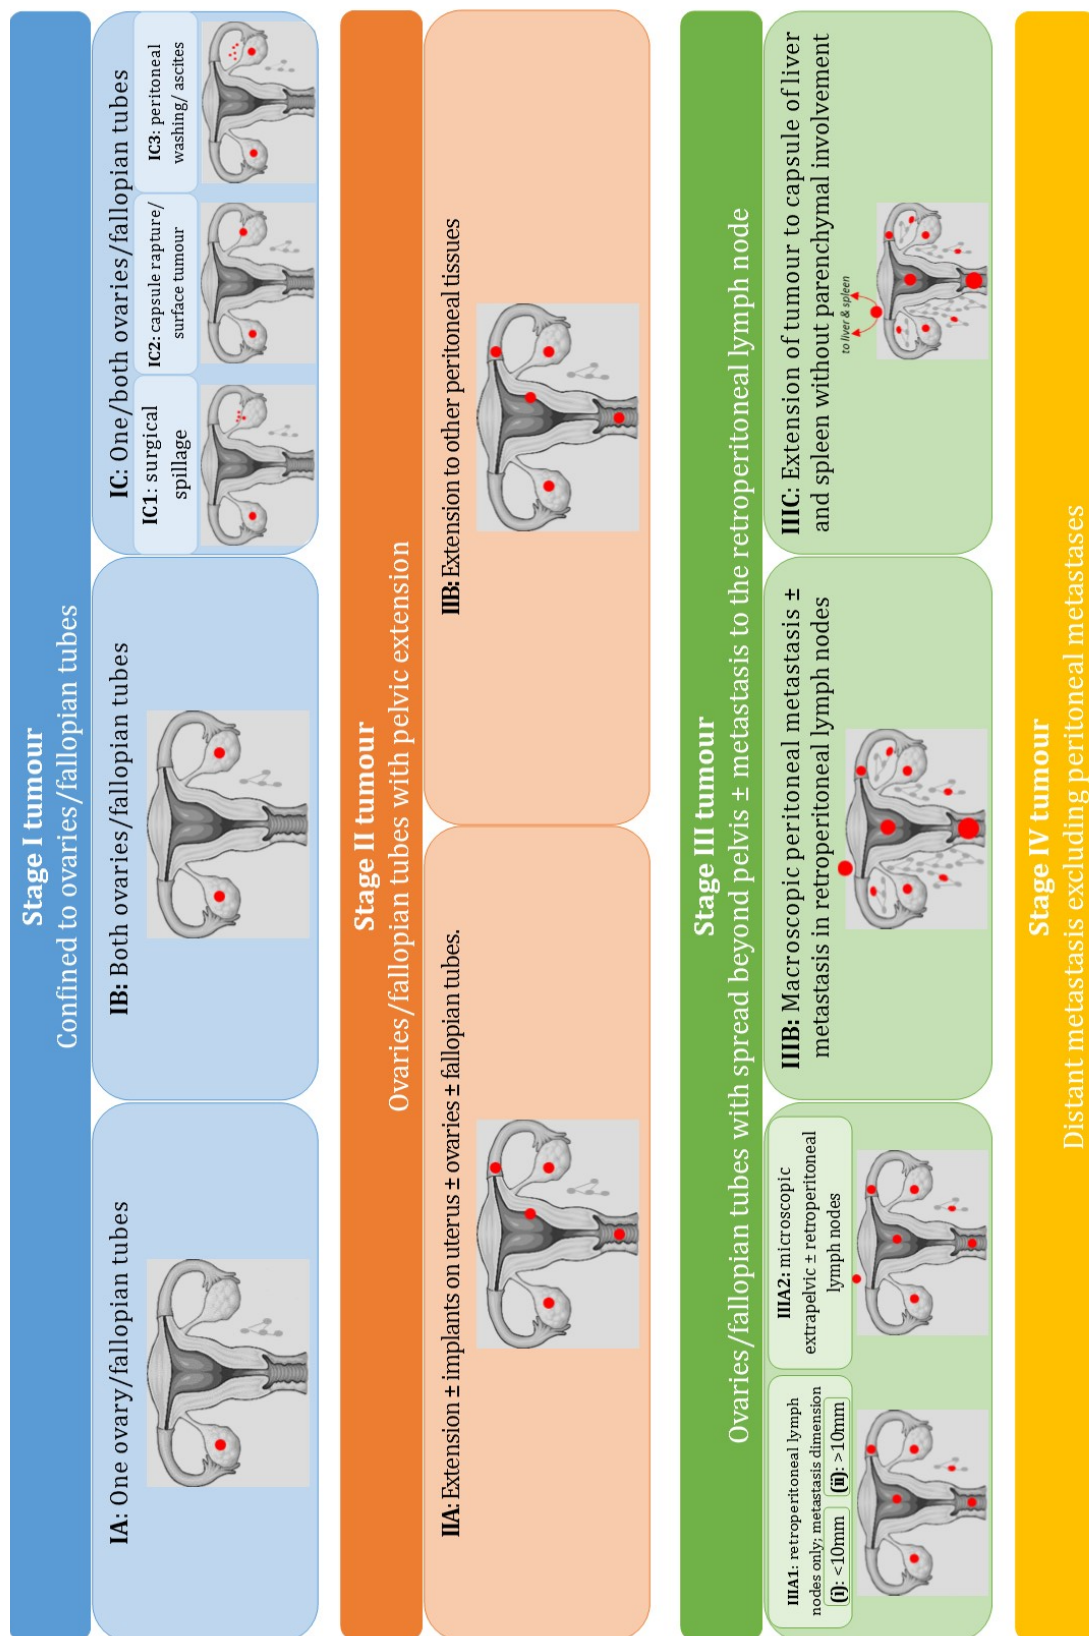 Stage I tumour
Confined to ovaries/fallopian tubes
IA: One ovary/fallopian tubes
IB: Both ovaries/fallopian tubes
IC: One/both ovaries/fallopian tubes
IC1: surgical
spillage
IC2: capsule rapture/
surface tumour
IC3: peritoneal
washing/ ascites
Stage II tumour
Ovaries/fallopian tubes with pelvic extension
IIA: Extension ± implants on uterus ± ovaries ± fallopian tubes.
IIB: Extension to other peritoneal tissues
Stage III tumour
Ovaries/fallopian tubes with spread beyond pelvis ± metastasis to the retroperitoneal lymph node
IIIA1: retroperitoneal lymph
nodes only; metastasis dimension
(i): <10mm (ii): >10mm
IIIA2: microscopic
extrapelvic ± retroperitoneal
lymph nodes
IIIB: Macroscopic peritoneal metastasis ±
metastasis in retroperitoneal lymph nodes
IIIC: Extension of tumour to capsule of liver
and spleen without parenchymal involvement
to liver & spleen
Stage IV tumour
Distant metastasis excluding peritoneal metastases